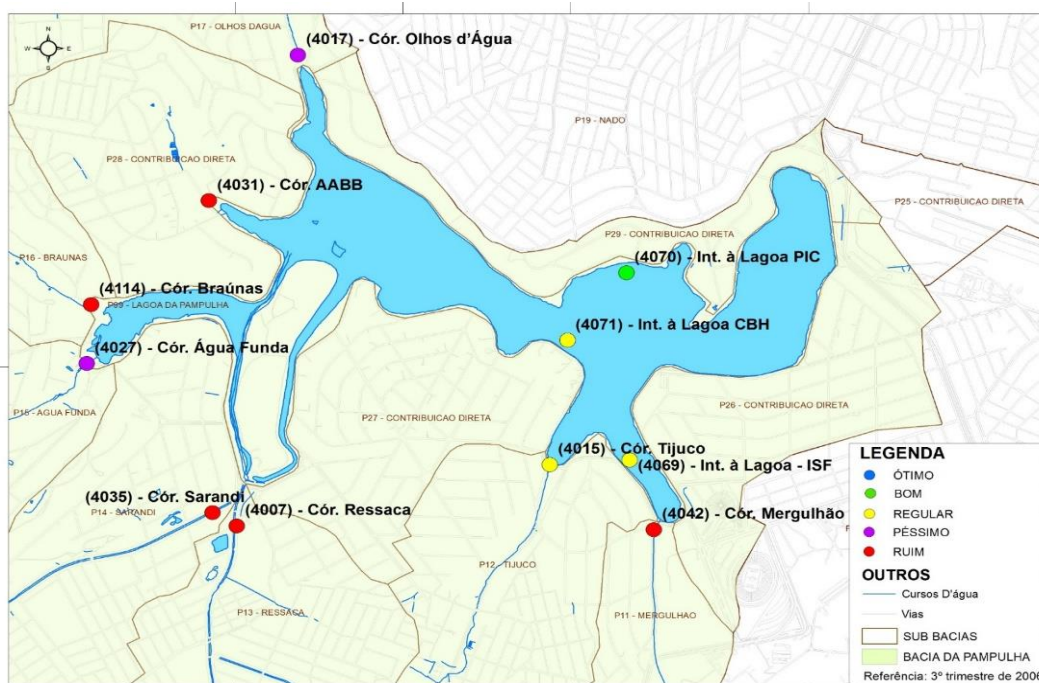 P17 - OLHOS DAGUA
(4017) - Cór. Olhos d'Água
N
W
E
S
P19 - NADO
P28 - CONTRIBUICAO DIRETA
(4031) - Cór. AABB
P25 - CONTRIBUICAO DIRETA
P29 - CONTRIBUICAO DIRETA
P16 - BRAUNAS
(4070) - Int. à Lagoa PIC
(4114) - Cór. Braúnas
P99 - LAGOA DA PAMPULHA
(4071) - Int. à Lagoa CBH
(4027) - Cór. Água Funda
P15 - AGUA FUNDA
P27 - CONTRIBUICAO DIRETA
P26 - CONTRIBUICAO DIRETA
(4015) - Cór. Tijuco
(4069) - Int. à Lagoa - ISF
(4035) - Cór. Sarandi
P14 - SARANDI
(4007) - Cór. Ressaca
(4042) - Cór. Mergulhão
P12 - TIJUCO
P13 - RESSACA
P11 - MERGULHAO
LEGENDA
ÓTIMO
BOM
REGULAR
PÉSSIMO
RUIM
OUTROS
Cursos D'água
Vias
SUB BACIAS
BACIA DA PAMPULHA
Referência: 3º trimestre de 2006